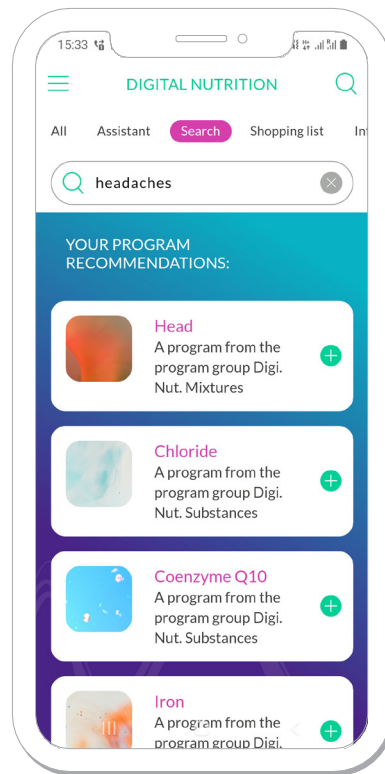 15:33
DIGITAL NUTRITION
All Assistant Search Shopping list
headaches
YOUR PROGRAM
RECOMMENDATIONS:
Head
A program from the
program group Digi.
Nut. Mixtures
Chloride
A program from the
program group Digi.
Nut. Substances
Coenzyme Q10
A program from the
program group Digi.
Nut. Substances
Iron
A program from the
program group Digi.